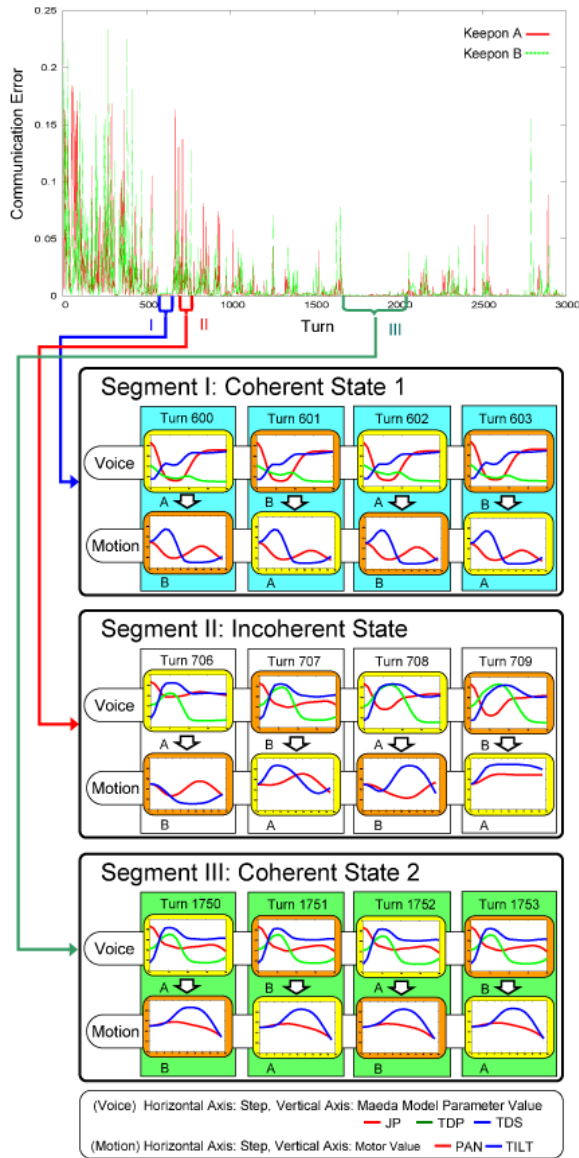 Keepon A
Keepon B
Communication Error
0.25
0.2
0.15
0.1
0.05
0
0 500 1000 1500 2000 2500 3000
I II Turn III
Segment I: Coherent State 1
Turn 600 Turn 601 Turn 602 Turn 603
Voice
A B A B
Motion
B A B A
Segment II: Incoherent State
Turn 706 Turn 707 Turn 708 Turn 709
Voice
A B A B
Motion
B A B A
Segment III: Coherent State 2
Turn 1750 Turn 1751 Turn 1752 Turn 1753
Voice
A B A B
Motion
B A B A
(Voice) Horizontal Axis: Step, Vertical Axis: Maeda Model Parameter Value
JP TDP TDS
(Motion) Horizontal Axis: Step, Vertical Axis: Motor Value PAN TILT